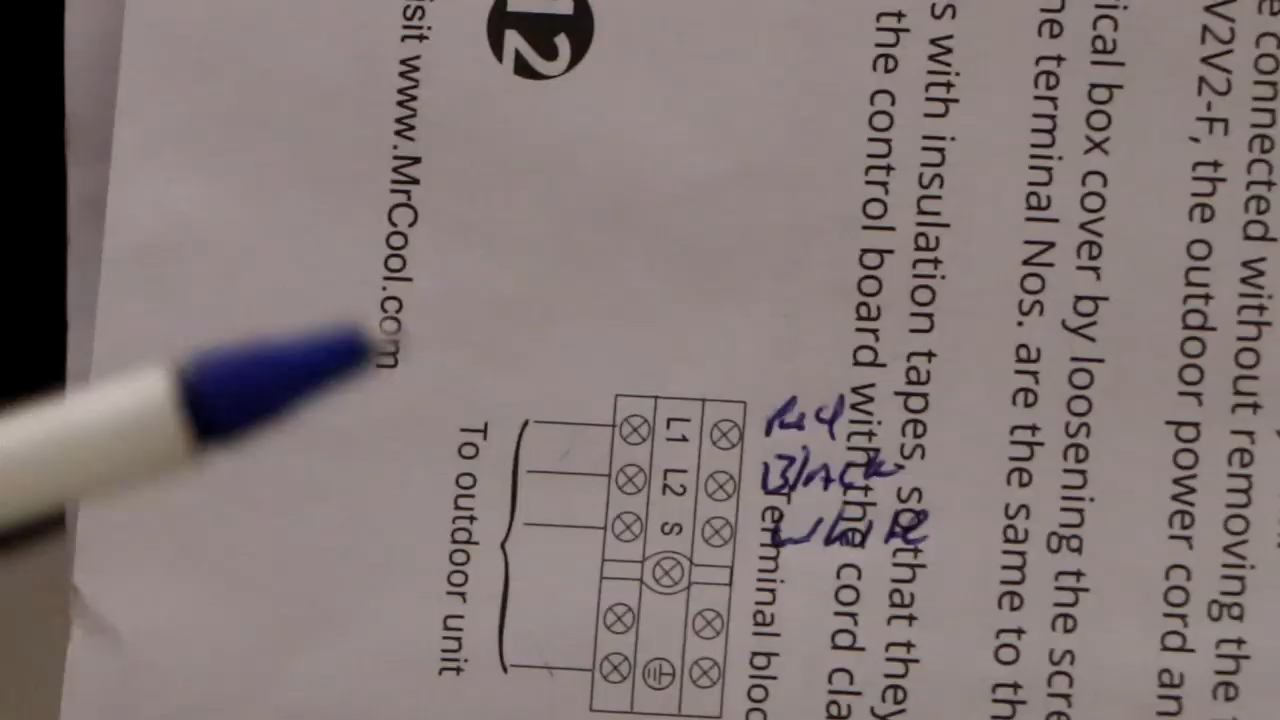 e connected without removing the
V2V2-F, the outdoor power cord an
ical box cover by loosening the scre
he terminal Nos. are the same to th
s with insulation tapes, so that they
the control board with the cord cla
Terminal bloc
L1 L2 S
To outdoor unit
12
isit www.MrCool.com